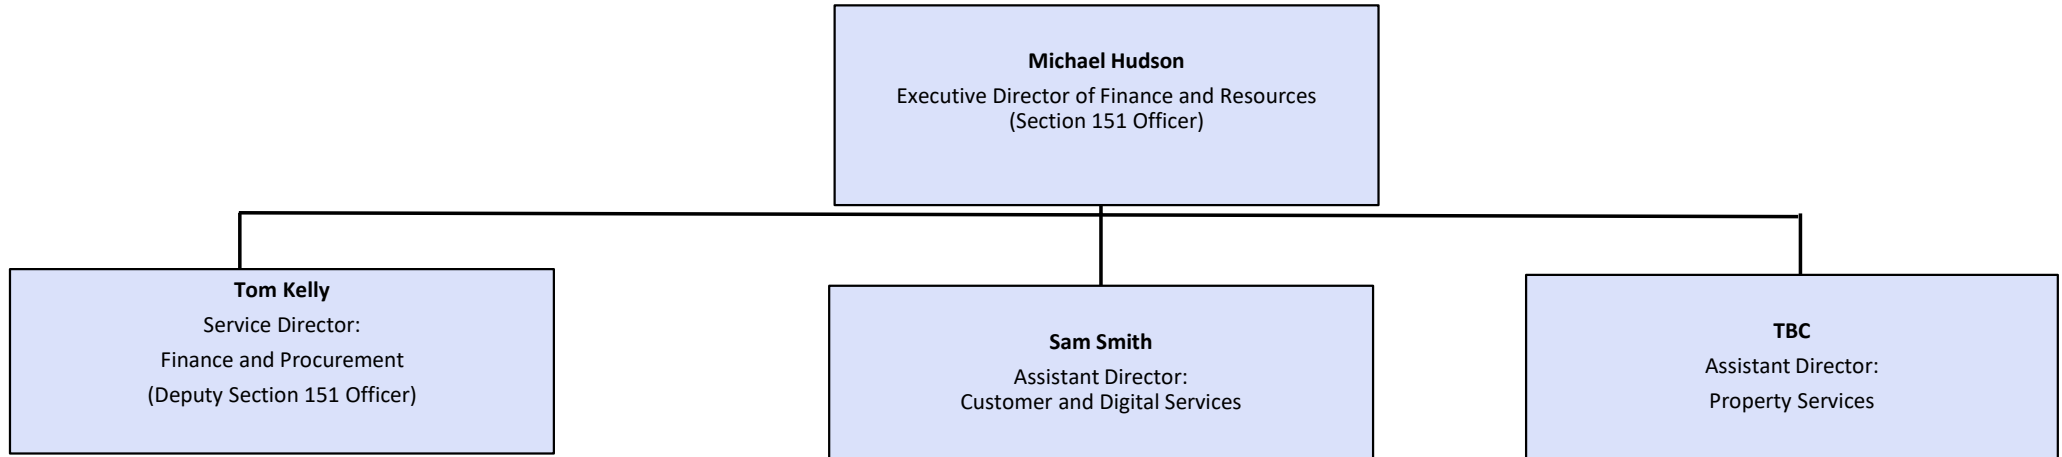 Michael Hudson
Executive Director of Finance and Resources
(Section 151 Officer)
Tom Kelly
Service Director:
Finance and Procurement
(Deputy Section 151 Officer)
Sam Smith
Assistant Director:
Customer and Digital Services
TBC
Assistant Director:
Property Services